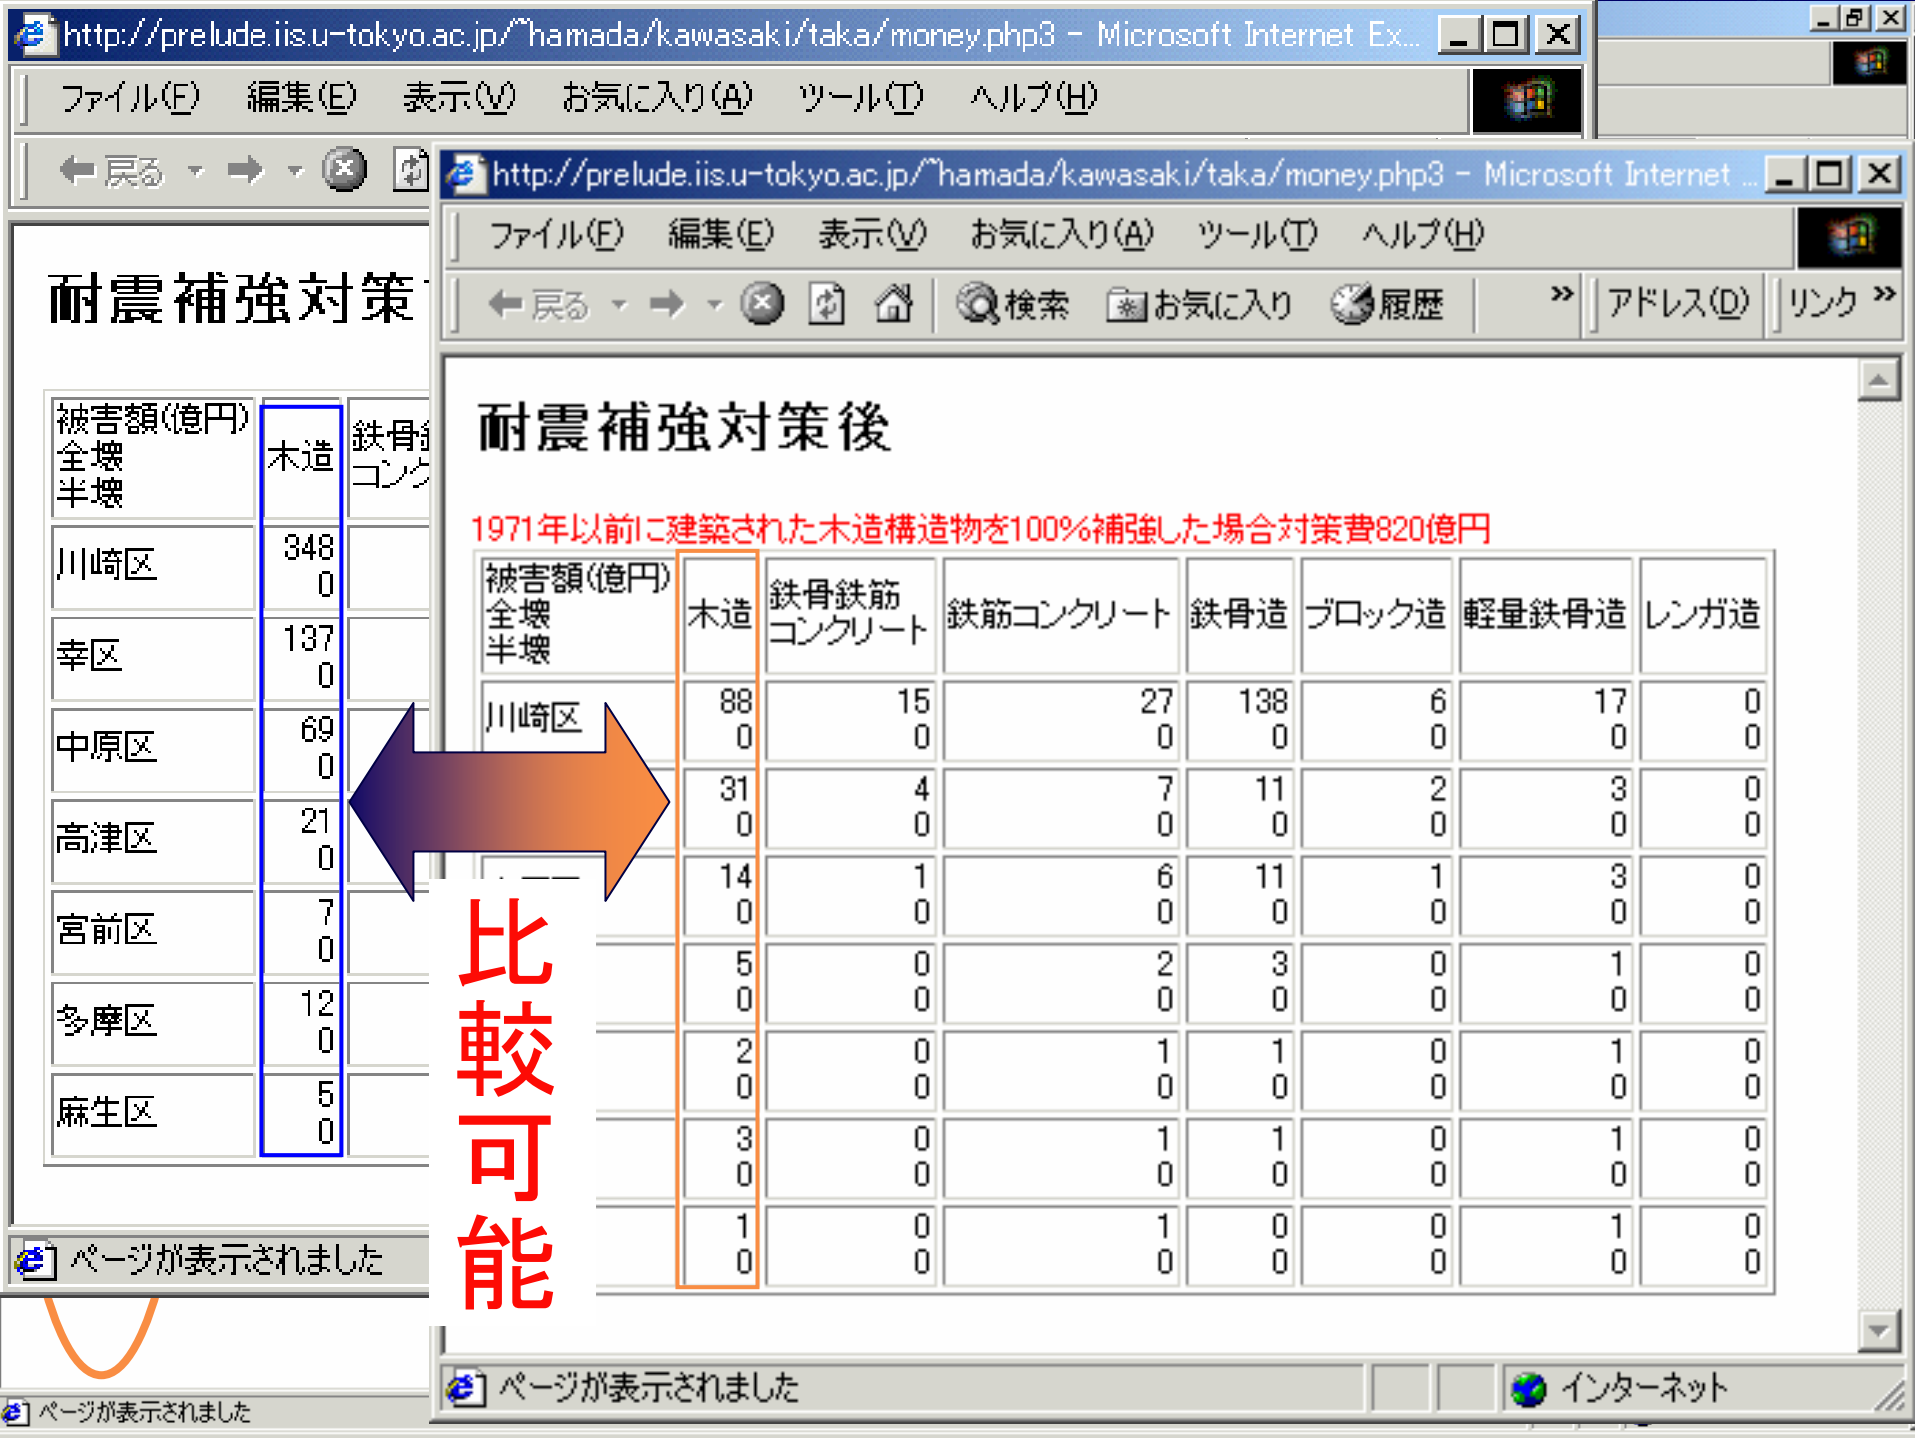 http://prelude.iis.u-tokyo.ac.jp/~hamada/kawasaki/taka/money.php3 - Microsoft Internet Ex...
ファイル(F) 編集(E) 表示(V) お気に入り(A) ツール(T) ヘルプ(H)
戻る
耐震補強対策
被害額(億円)
全壊
半壊
木造
川崎区 348
0
幸区 137
0
中原区 69
0
高津区 21
0
宮前区 7
0
多摩区 12
0
麻生区 5
0
ページが表示されました
ページが表示されました
比較可能
http://prelude.iis.u-tokyo.ac.jp/~hamada/kawasaki/taka/money.php3 - Microsoft Internet ...
ファイル(F) 編集(E) 表示(V) お気に入り(A) ツール(T) ヘルプ(H)
戻る 検索 お気に入り 履歴 » アドレス(D) リンク »
耐震補強対策後
1971年以前に建築された木造構造物を100%補強した場合対策費820億円
被害額(億円)
全壊
半壊
木造 鉄骨鉄筋コンクリート 鉄筋コンクリート 鉄骨造 ブロック造 軽量鉄骨造 レンガ造
川崎区 88 15 27 138 6 17 0
0 0 0 0 0 0 0
31 4 7 11 2 3 0
0 0 0 0 0 0 0
14 1 6 11 1 3 0
0 0 0 0 0 0 0
5 0 2 3 0 1 0
0 0 0 0 0 0 0
2 0 1 1 0 1 0
0 0 0 0 0 0 0
3 0 1 1 0 1 0
0 0 0 0 0 0 0
1 0 1 0 0 1 0
0 0 0 0 0 0 0
ページが表示されました インターネット